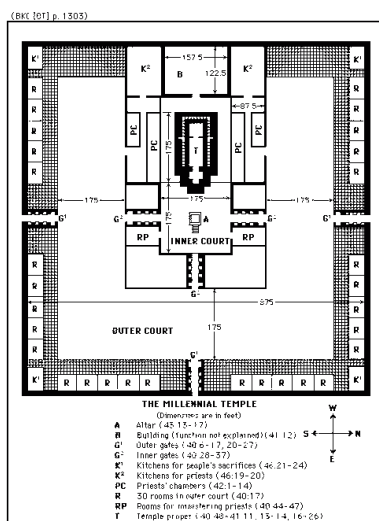 (BKC [OT] p. 1303)
K¹ K² 157.5 K² K¹
B 122.5
R R
87.5
R PC PC R
R PC 175 T PC R
R R
R R
175 175 175
G¹ G² 175 A G² G¹
RP INNER COURT RP
R R
G²
R R
875
R R
OUTER COURT 175
R R
R G¹ R
K¹ R R R R R R R R R R K¹
THE MILLENNIAL TEMPLE
(Dimensions are in feet)
A Altar (43:13-17)
B Building (function not explained) (41:12)
G¹ Outer gates (40:6-17, 20-27)
G² Inner gates (40:28-37)
K¹ Kitchens for people's sacrifices (46:21-24)
K² Kitchens for priests (46:19-20)
PC Priests' chambers (42:1-14)
R 30 rooms in outer court (40:17)
RP Rooms for ministering priests (40:44-47)
T Temple proper (40:48-41:11, 13-14, 16-26)
W
S N
E